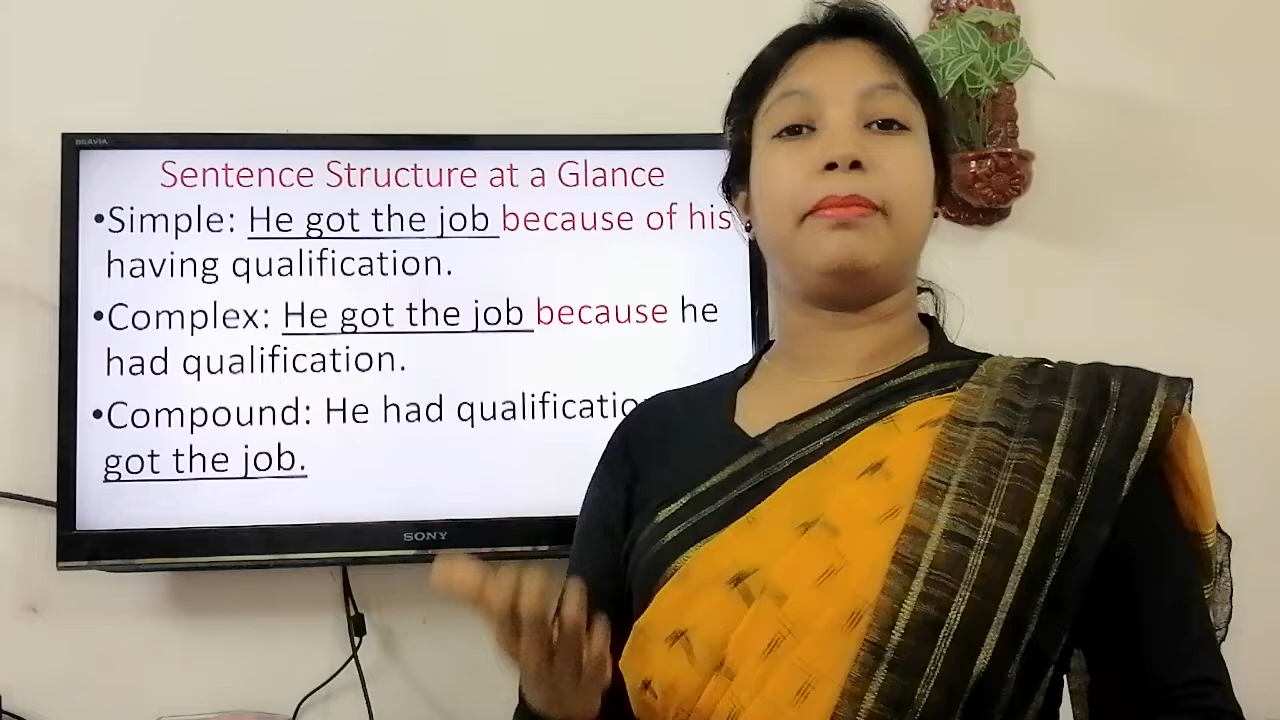 BRAVIA
Sentence Structure at a Glance
•Simple: He got the job because of his
having qualification.
•Complex: He got the job because he
had qualification.
•Compound: He had qualificatio
got the job.
SONY